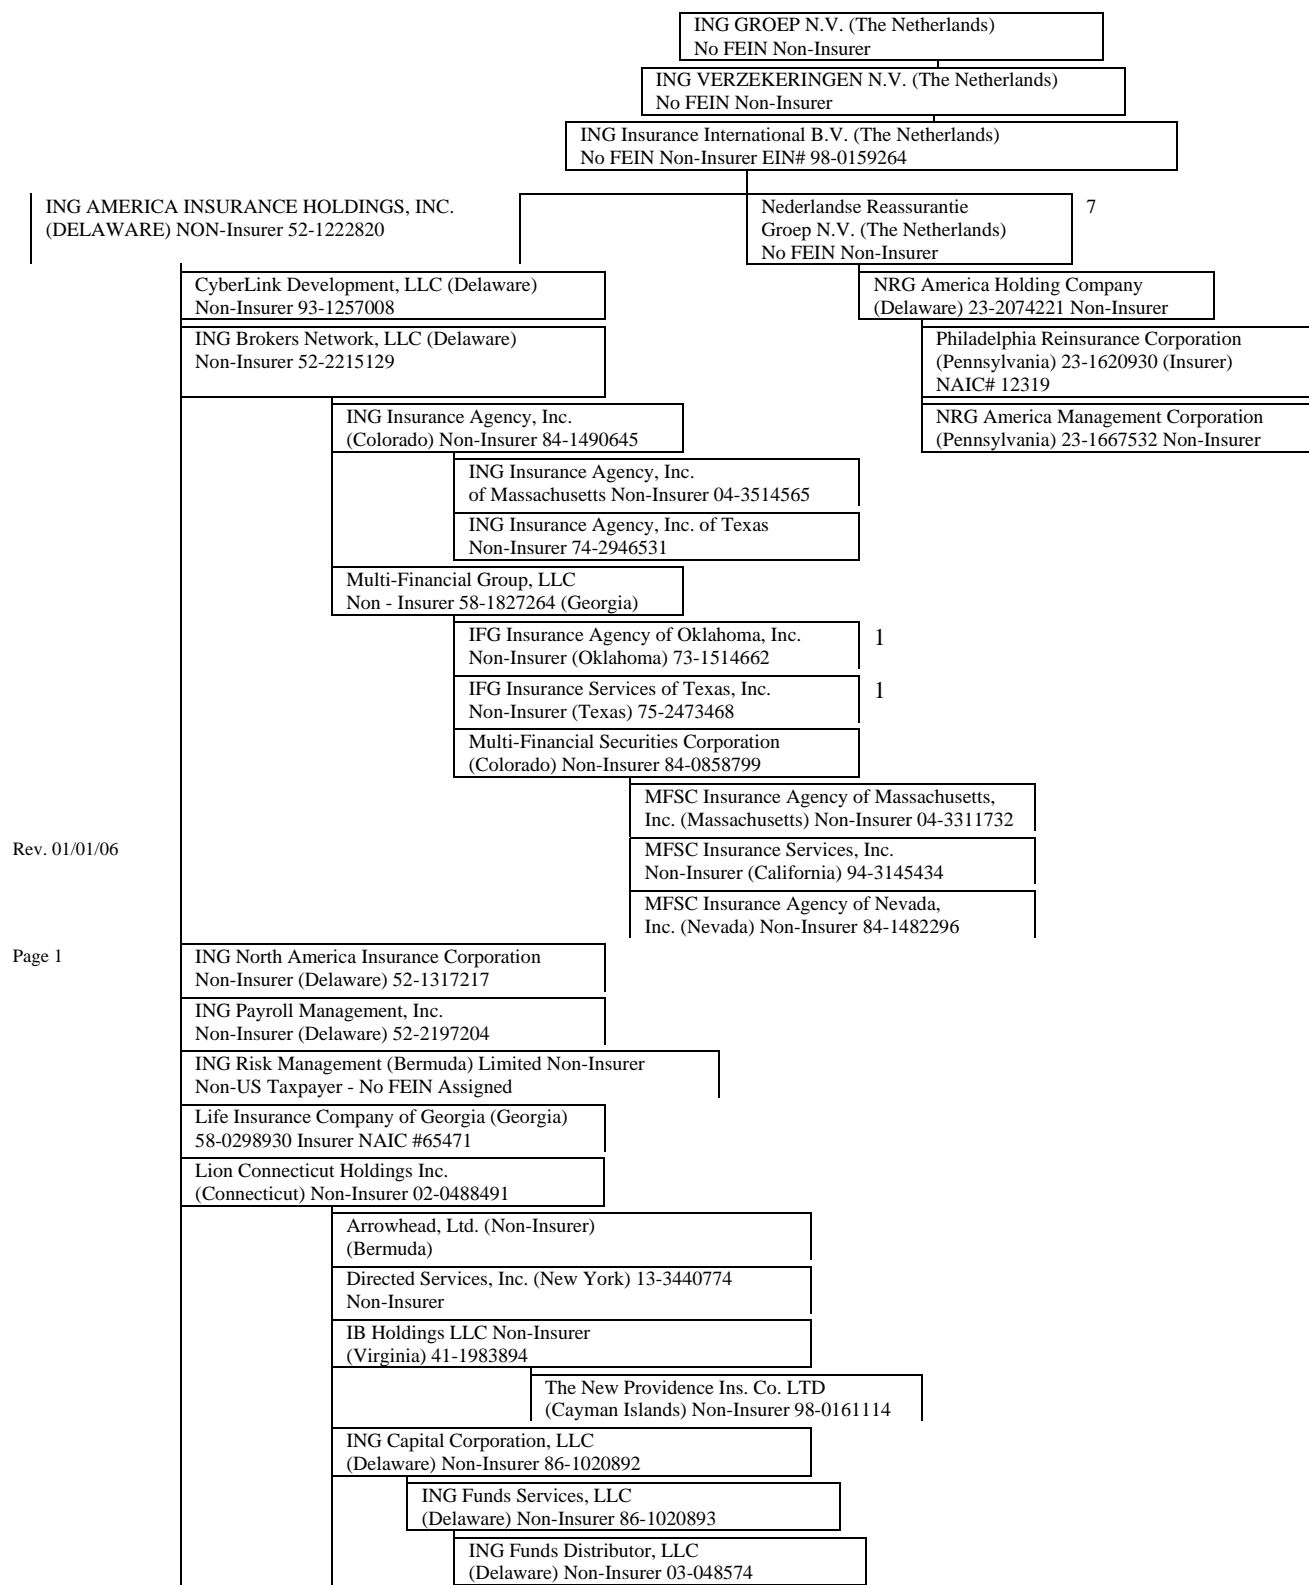 ING GROEP N.V. (The Netherlands)
No FEIN Non-Insurer
ING VERZEKERINGEN N.V. (The Netherlands)
No FEIN Non-Insurer
ING Insurance International B.V. (The Netherlands)
No FEIN Non-Insurer EIN# 98-0159264
ING AMERICA INSURANCE HOLDINGS, INC.
(DELAWARE) NON-Insurer 52-1222820
Nederlandse Reassurantie
Groep N.V. (The Netherlands)
No FEIN Non-Insurer
7
CyberLink Development, LLC (Delaware)
Non-Insurer 93-1257008
NRG America Holding Company
(Delaware) 23-2074221 Non-Insurer
ING Brokers Network, LLC (Delaware)
Non-Insurer 52-2215129
Philadelphia Reinsurance Corporation
(Pennsylvania) 23-1620930 (Insurer)
NAIC# 12319
ING Insurance Agency, Inc.
(Colorado) Non-Insurer 84-1490645
NRG America Management Corporation
(Pennsylvania) 23-1667532 Non-Insurer
ING Insurance Agency, Inc.
of Massachusetts Non-Insurer 04-3514565
ING Insurance Agency, Inc. of Texas
Non-Insurer 74-2946531
Multi-Financial Group, LLC
Non - Insurer 58-1827264 (Georgia)
IFG Insurance Agency of Oklahoma, Inc.
Non-Insurer (Oklahoma) 73-1514662
1
IFG Insurance Services of Texas, Inc.
Non-Insurer (Texas) 75-2473468
1
Multi-Financial Securities Corporation
(Colorado) Non-Insurer 84-0858799
MFSC Insurance Agency of Massachusetts,
Inc. (Massachusetts) Non-Insurer 04-3311732
Rev. 01/01/06
MFSC Insurance Services, Inc.
Non-Insurer (California) 94-3145434
MFSC Insurance Agency of Nevada,
Inc. (Nevada) Non-Insurer 84-1482296
Page 1
ING North America Insurance Corporation
Non-Insurer (Delaware) 52-1317217
ING Payroll Management, Inc.
Non-Insurer (Delaware) 52-2197204
ING Risk Management (Bermuda) Limited Non-Insurer
Non-US Taxpayer - No FEIN Assigned
Life Insurance Company of Georgia (Georgia)
58-0298930 Insurer NAIC #65471
Lion Connecticut Holdings Inc.
(Connecticut) Non-Insurer 02-0488491
Arrowhead, Ltd. (Non-Insurer)
(Bermuda)
Directed Services, Inc. (New York) 13-3440774
Non-Insurer
IB Holdings LLC Non-Insurer
(Virginia) 41-1983894
The New Providence Ins. Co. LTD
(Cayman Islands) Non-Insurer 98-0161114
ING Capital Corporation, LLC
(Delaware) Non-Insurer 86-1020892
ING Funds Services, LLC
(Delaware) Non-Insurer 86-1020893
ING Funds Distributor, LLC
(Delaware) Non-Insurer 03-048574